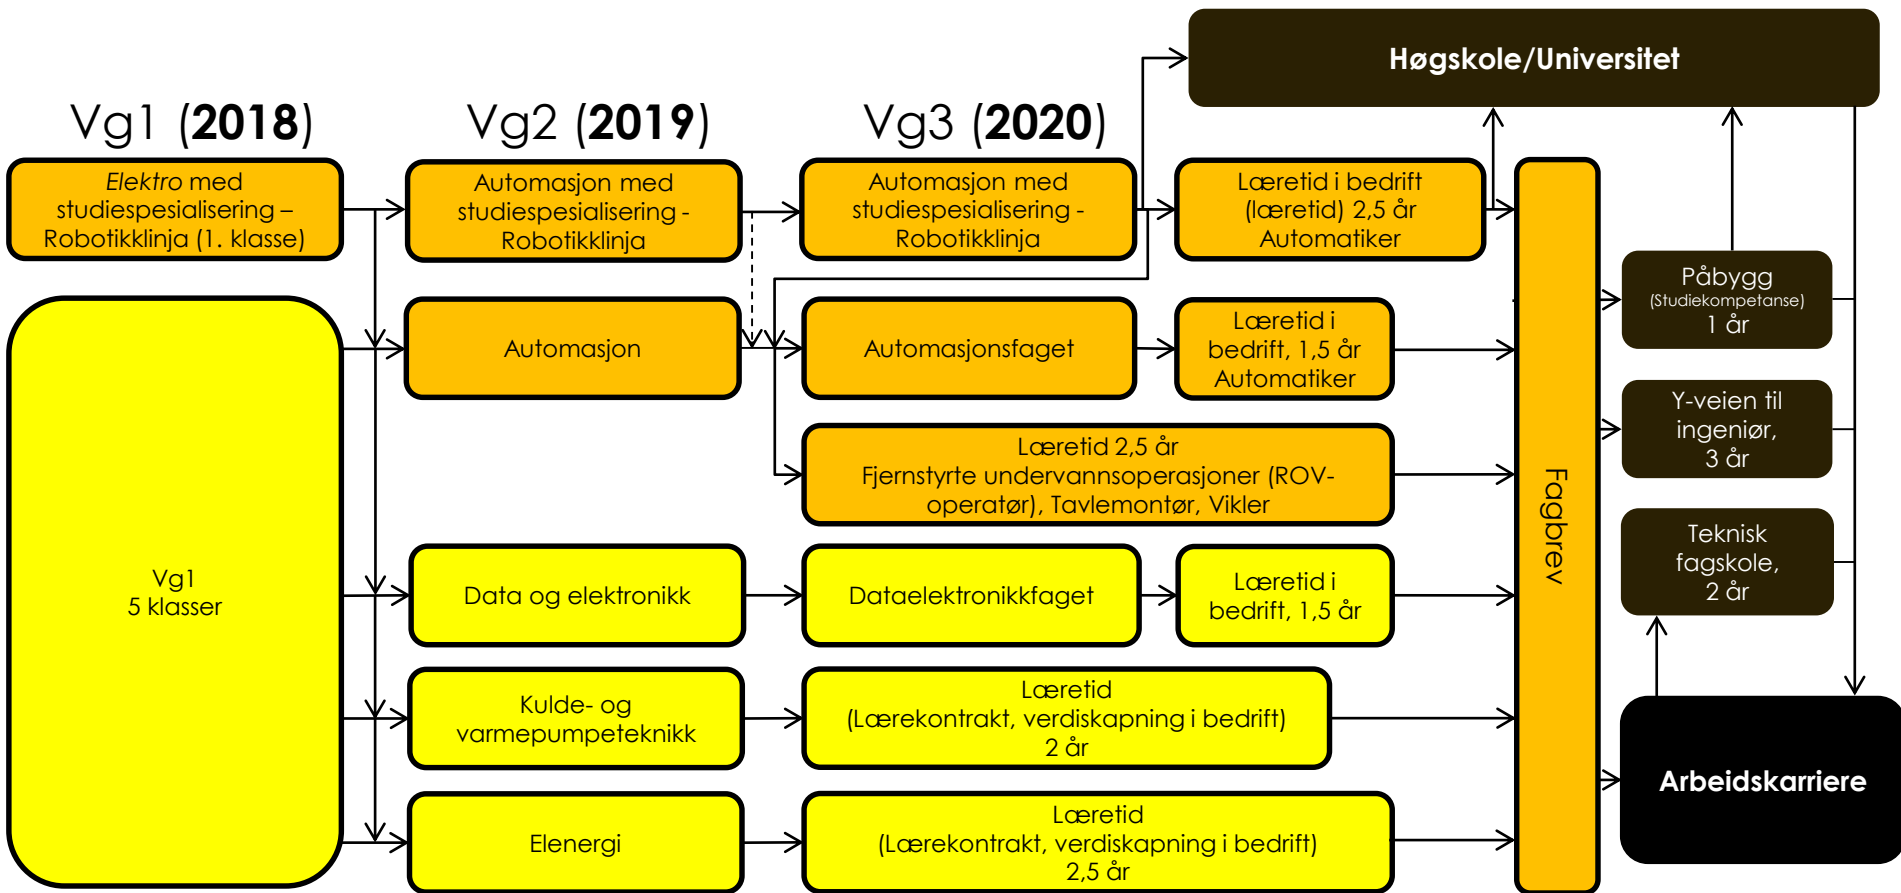 Høgskole/Universitet
Vg1 (2018)
Vg2 (2019)
Vg3 (2020)
Elektro med
studiespesialisering –
Robotikklinja (1. klasse)
Automasjon med
studiespesialisering -
Robotikklinja
Automasjon med
studiespesialisering -
Robotikklinja
Læretid i bedrift
(læretid) 2,5 år
Automatiker
Vg1
5 klasser
Automasjon
Automasjonsfaget
Læretid i
bedrift, 1,5 år
Automatiker
Læretid 2,5 år
Fjernstyrte undervannsoperasjoner (ROV-
operatør), Tavlemontør, Vikler
Data og elektronikk
Dataelektronikkfaget
Læretid i
bedrift, 1,5 år
Kulde- og
varmepumpeteknikk
Læretid
(Lærekontrakt, verdiskapning i bedrift)
2 år
Elenergi
Læretid
(Lærekontrakt, verdiskapning i bedrift)
2,5 år
Fagbrev
Påbygg
(Studiekompetanse)
1 år
Y-veien til
ingeniør,
3 år
Teknisk
fagskole,
2 år
Arbeidskarriere